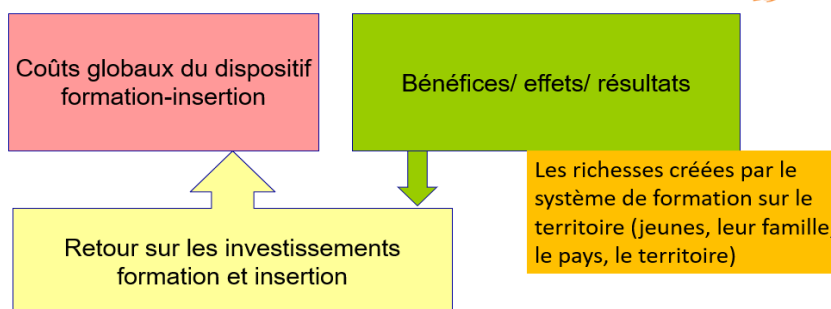 Coûts globaux du dispositif
formation-insertion
Bénéfices/ effets/ résultats
Les richesses créées par le
système de formation sur le
territoire (jeunes, leur famille,
le pays, le territoire)
Retour sur les investissements
formation et insertion